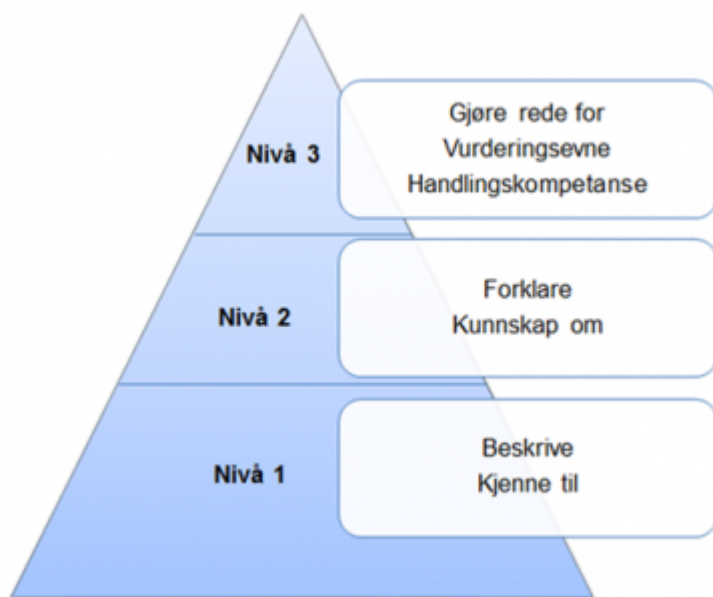 Nivå 3
Gjøre rede for
Vurderingsevne
Handlingskompetanse
Nivå 2
Forklare
Kunnskap om
Nivå 1
Beskrive
Kjenne til